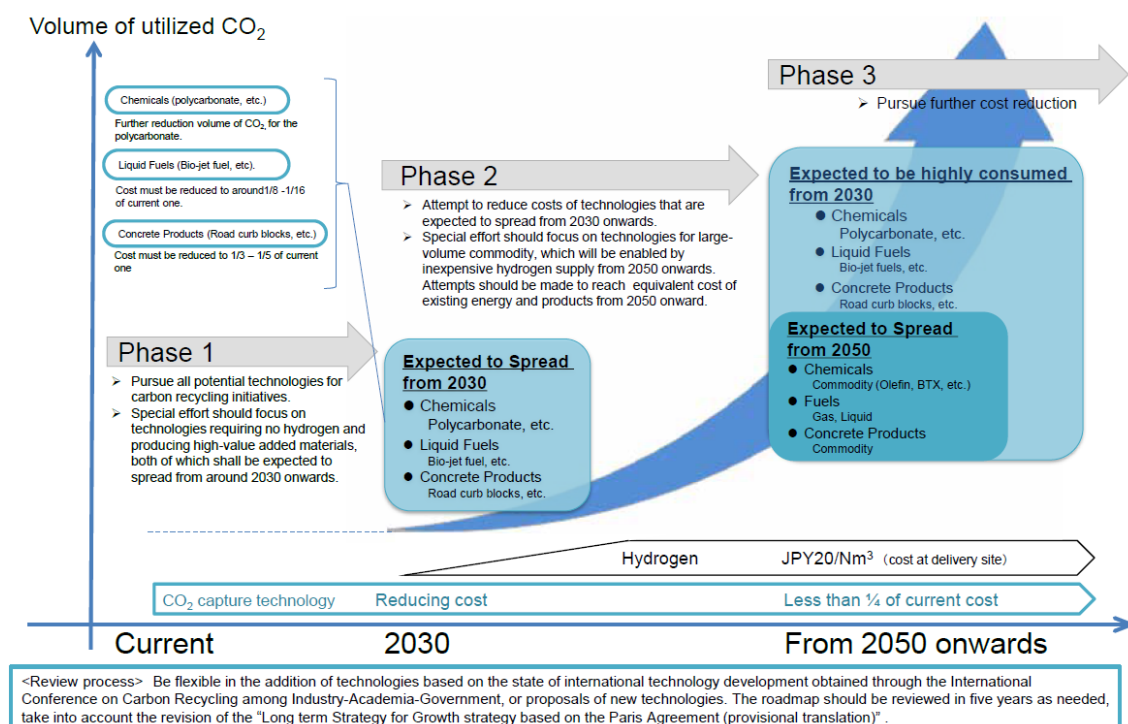 Volume of utilized CO2
Chemicals (polycarbonate, etc.)
Further reduction volume of CO2, for the
polycarbonate.
Liquid Fuels (Bio-jet fuel, etc).
Cost must be reduced to around1/8 -1/16
of current one.
Concrete Products (Road curb blocks, etc.)
Cost must be reduced to 1/3 – 1/5 of current
one
Phase 1
➢ Pursue all potential technologies for
carbon recycling initiatives.
➢ Special effort should focus on
technologies requiring no hydrogen and
producing high-value added materials,
both of which shall be expected to
spread from around 2030 onwards.
Phase 2
➢ Attempt to reduce costs of technologies that are
expected to spread from 2030 onwards.
➢ Special effort should focus on technologies for large-
volume commodity, which will be enabled by
inexpensive hydrogen supply from 2050 onwards.
Attempts should be made to reach equivalent cost of
existing energy and products from 2050 onward.
Expected to Spread
from 2030
● Chemicals
Polycarbonate, etc.
● Liquid Fuels
Bio-jet fuel, etc.
● Concrete Products
Road curb blocks, etc.
Phase 3
➢ Pursue further cost reduction
Expected to be highly consumed
from 2030
● Chemicals
Polycarbonate, etc.
● Liquid Fuels
Bio-jet fuels, etc.
● Concrete Products
Road curb blocks, etc.
Expected to Spread
from 2050
● Chemicals
Commodity (Olefin, BTX, etc.)
● Fuels
Gas, Liquid
● Concrete Products
Commodity
Hydrogen JPY20/Nm3 (cost at delivery site)
CO2 capture technology Reducing cost Less than ¼ of current cost
Current 2030 From 2050 onwards
<Review process> Be flexible in the addition of technologies based on the state of international technology development obtained through the International
Conference on Carbon Recycling among Industry-Academia-Government, or proposals of new technologies. The roadmap should be reviewed in five years as needed,
take into account the revision of the “Long term Strategy for Growth strategy based on the Paris Agreement (provisional translation)” .